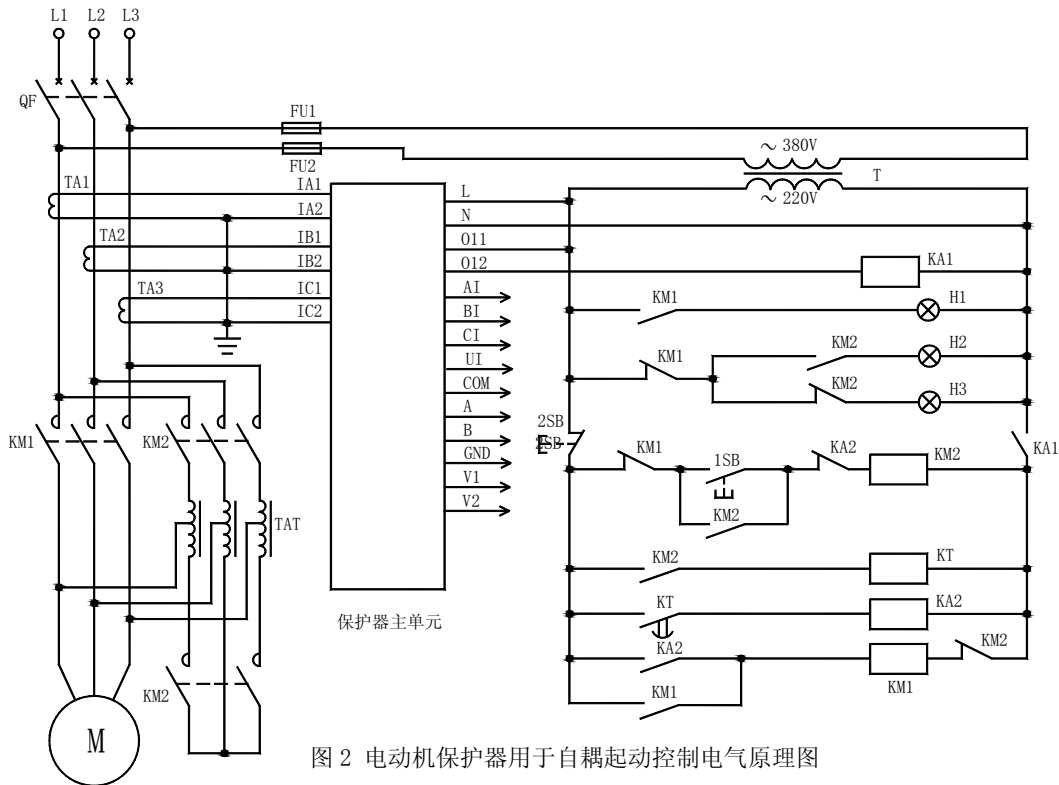 L1 L2 L3
QF
FU1
FU2
～380V
T
～220V
TA1
IA1
IA2
TA2
IB1
IB2
TA3
IC1
IC2
L
N
011
012
AI
BI
CI
UI
COM
A
B
GND
V1
V2
保护器主单元
KA1
KM1
H1
KM1
KM2
H2
KM2
H3
2SB
2SB
KA1
KM1
1SB
KA2
KM2
KM2
KM2
KT
KT
KA2
KA2
KM2
KM1
KM1
KM1
KM2
TAT
KM2
M
图 2 电动机保护器用于自耦起动控制电气原理图